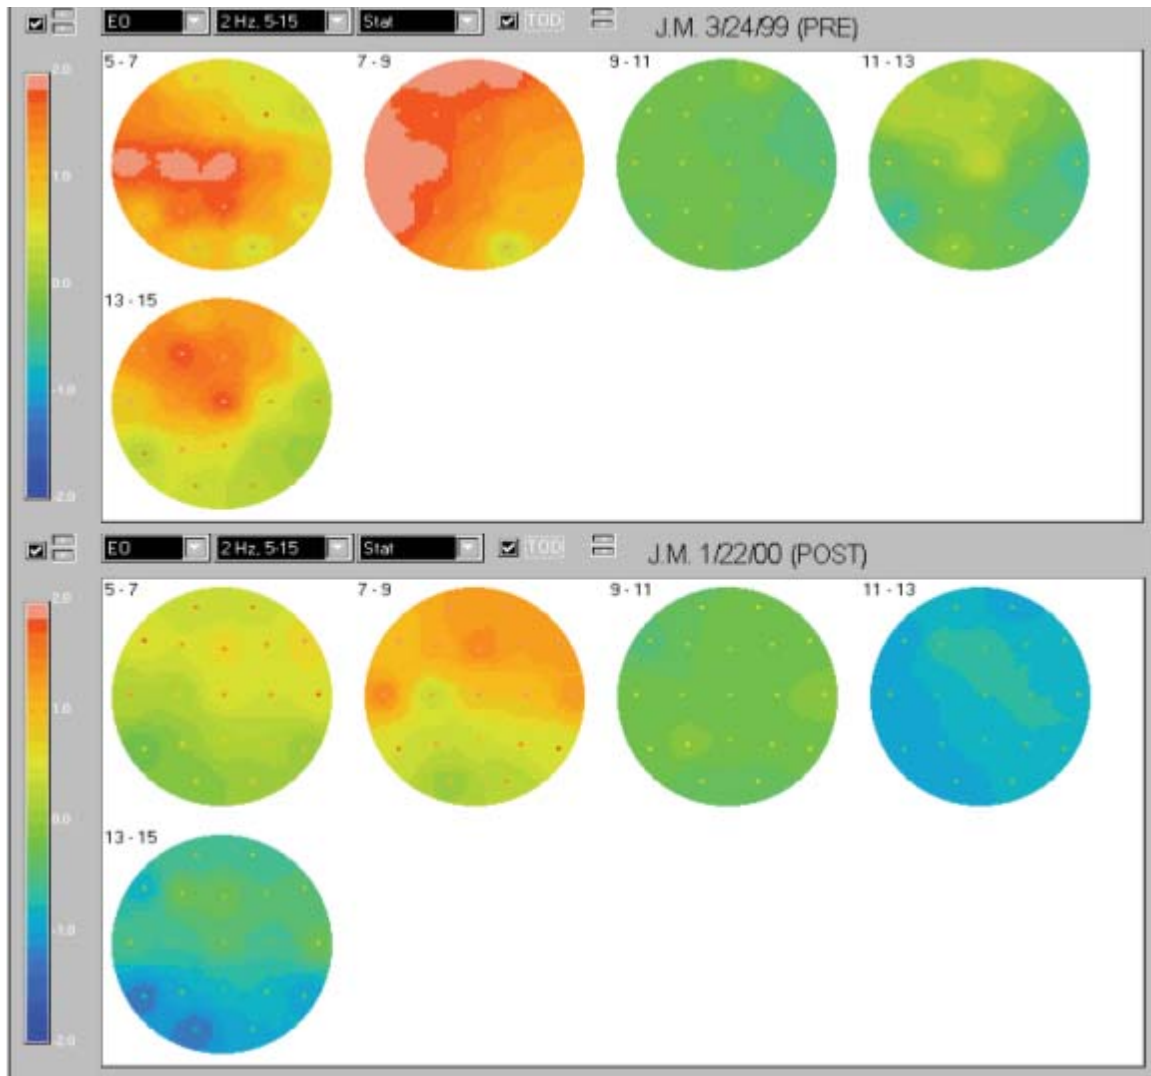 EO 2 Hz, 5-15 Stat TOD J.M. 3/24/99 (PRE)
5 - 7 7 - 9 9 - 11 11 - 13
2.0
1.0
0.0
-1.0
-2.0
13 - 15
EO 2 Hz, 5-15 Stat TOD J.M. 1/22/00 (POST)
5 - 7 7 - 9 9 - 11 11 - 13
2.0
1.0
0.0
-1.0
-2.0
13 - 15